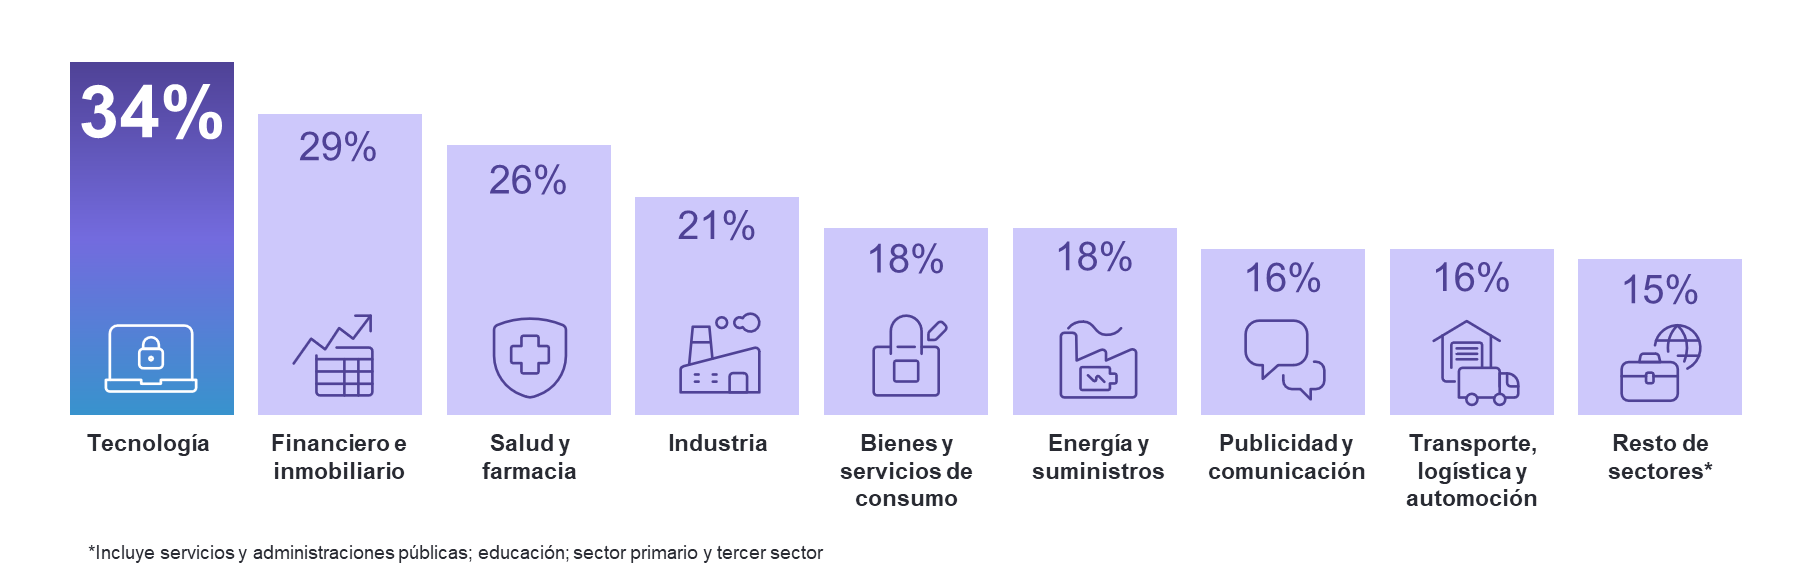 34%
29%
26%
21%
18%
18%
16%
16%
15%
Tecnología
Financiero e
inmobiliario
Salud y
farmacia
Industria
Bienes y
servicios de
consumo
Energía y
suministros
Publicidad y
comunicación
Transporte,
logística y
automoción
Resto de
sectores*
*Incluye servicios y administraciones públicas; educación; sector primario y tercer sector